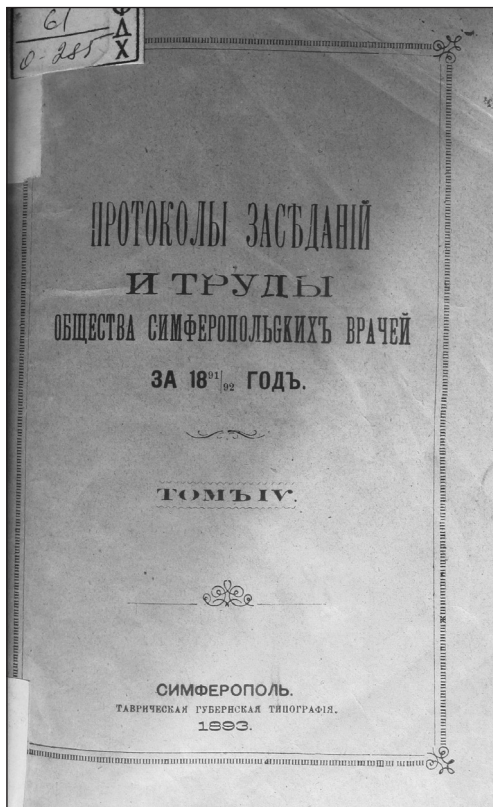 61
О-285
Ф
Д
Х
ПРОТОКОЛЫ ЗАСѢДАНІЙ
И ТРУДЫ
ОБЩЕСТВА СИМФЕРОПОЛЬСКИХЪ ВРАЧЕЙ
ЗА 18⁹¹/₉₂ ГОДЪ.
ТОМЪ IV.
СИМФЕРОПОЛЬ.
ТАВРИЧЕСКАЯ ГУБЕРНСКАЯ ТИПОГРАФІЯ.
1893.